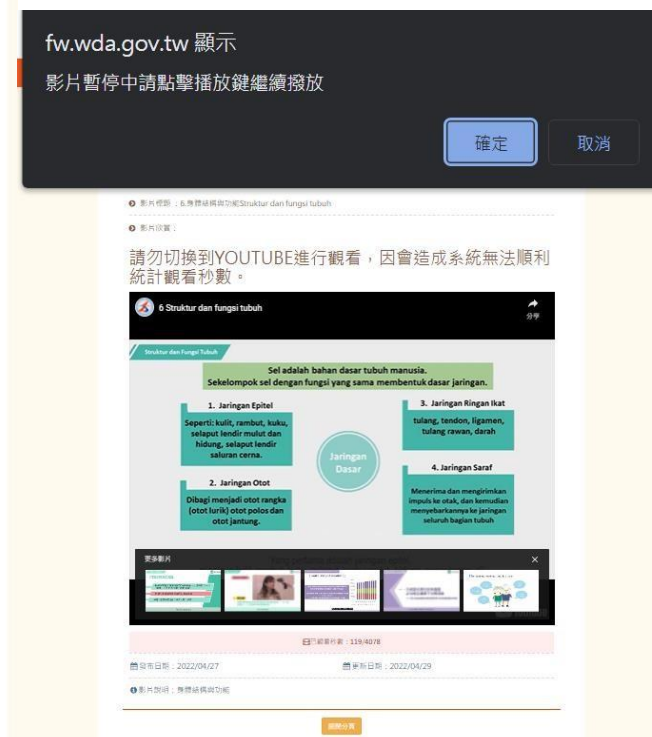 fw.wda.gov.tw 顯示
影片暫停中請點擊播放鍵繼續撥放
確定
取消
影片標題：6.身體結構與功能Struktur dan fungsi tubuh
影片欣賞：
請勿切換到YOUTUBE進行觀看，因會造成系統無法順利
統計觀看秒數。
6 Struktur dan fungsi tubuh
分享
Struktur dan Fungsi Tubuh
Sel adalah bahan dasar tubuh manusia.
Sekelompok sel dengan fungsi yang sama membentuk dasar jaringan.
1. Jaringan Epitel
Seperti: kulit, rambut, kuku,
selaput lendir mulut dan
hidung, selaput lendir
saluran cerna.
2. Jaringan Otot
Dibagi menjadi otot rangka
(otot lurik) otot polos dan
otot jantung.
Jaringan
Dasar
3. Jaringan Ringan Ikat
tulang, tendon, ligamen,
tulang rawan, darah
4. Jaringan Saraf
Menerima dan mengirimkan
impuls ke otak, dan kemudian
menyebarkannya ke jaringan
seluruh bagian tubuh
更多影片
已觀看秒數：119/4078
發布日期：2022/04/27
更新日期：2022/04/29
影片說明：身體結構與功能
關閉分頁